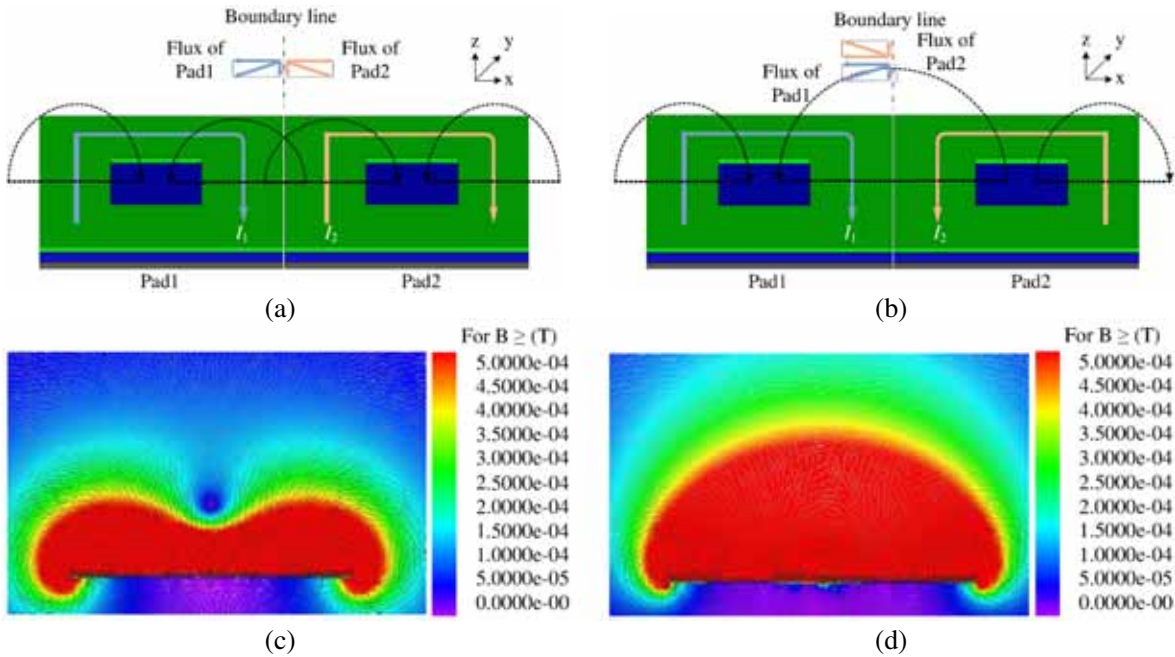 Boundary line
Flux of
Pad1
Flux of
Pad2
z
y
x
I1
I2
Pad1
Pad2
(a)
Boundary line
Flux of
Pad2
Flux of
Pad1
z
y
x
I1
I2
Pad1
Pad2
(b)
For B ≥ (T)
5.0000e-04
4.5000e-04
4.0000e-04
3.5000e-04
3.0000e-04
2.5000e-04
2.0000e-04
1.5000e-04
1.0000e-04
5.0000e-05
0.0000e-00
(c)
For B ≥ (T)
5.0000e-04
4.5000e-04
4.0000e-04
3.5000e-04
3.0000e-04
2.5000e-04
2.0000e-04
1.5000e-04
1.0000e-04
5.0000e-05
0.0000e-00
(d)